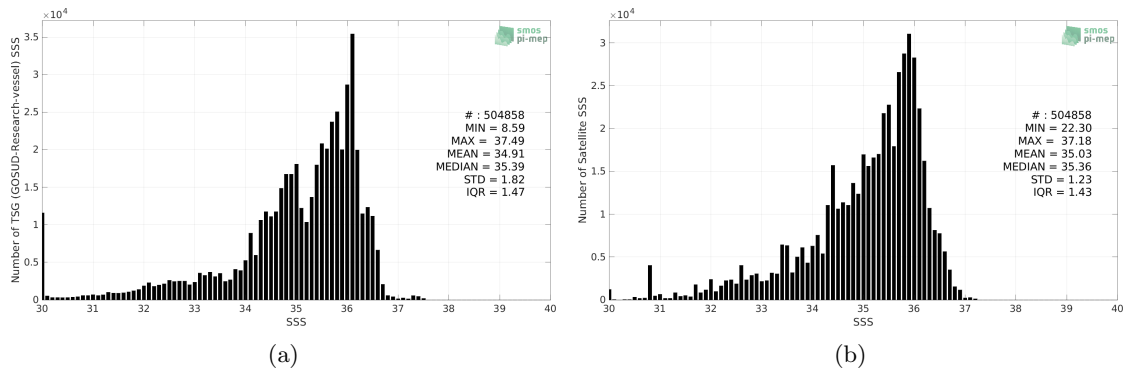 ×10⁴
3.5
3
2.5
2
1.5
1
0.5
0
Number of TSG (GOSUD-Research-vessel) SSS
smos
pi-mep
# : 504858
MIN = 8.59
MAX = 37.49
MEAN = 34.91
MEDIAN = 35.39
STD = 1.82
IQR = 1.47
30 31 32 33 34 35 36 37 38 39 40
SSS
(a)
×10⁴
3
2.5
2
1.5
1
0.5
0
Number of Satellite SSS
smos
pi-mep
# : 504858
MIN = 22.30
MAX = 37.18
MEAN = 35.03
MEDIAN = 35.36
STD = 1.23
IQR = 1.43
30 31 32 33 34 35 36 37 38 39 40
SSS
(b)